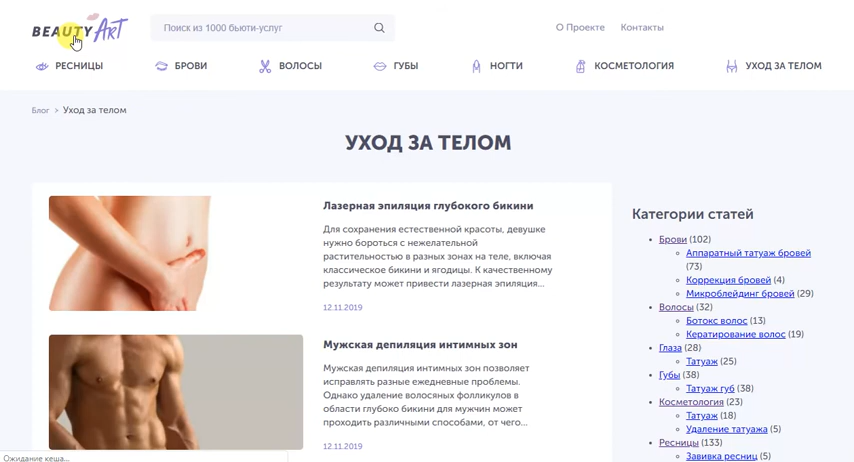 BEAUTY Art
Поиск из 1000 бьюти-услуг
О Проекте Контакты
РЕСНИЦЫ БРОВИ ВОЛОСЫ ГУБЫ НОГТИ КОСМЕТОЛОГИЯ УХОД ЗА ТЕЛОМ
Блог > Уход за телом
УХОД ЗА ТЕЛОМ
Лазерная эпиляция глубокого бикини
Для сохранения естественной красоты, девушке
нужно бороться с нежелательной
растительностью в разных зонах на теле, включая
классическое бикини и ягодицы. К качественному
результату может привести лазерная эпиляция...
12.11.2019
Мужская депиляция интимных зон
Мужская депиляция интимных зон позволяет
исправлять разные ежедневные проблемы.
Однако удаление волосяных фолликулов в
области глубоко бикини для мужчин может
проходить различными способами, от чего...
12.11.2019
Категории статей
Брови (102)
Аппаратный татуаж бровей
(73)
Коррекция бровей (4)
Микроблейдинг бровей (29)
Волосы (32)
Ботокс волос (13)
Кератирование волос (19)
Глаза (28)
Татуаж (25)
Губы (38)
Татуаж губ (38)
Косметология (23)
Татуаж (18)
Удаление татуажа (5)
Ресницы (133)
Завивка ресниц (5)
Ожидание кеша...